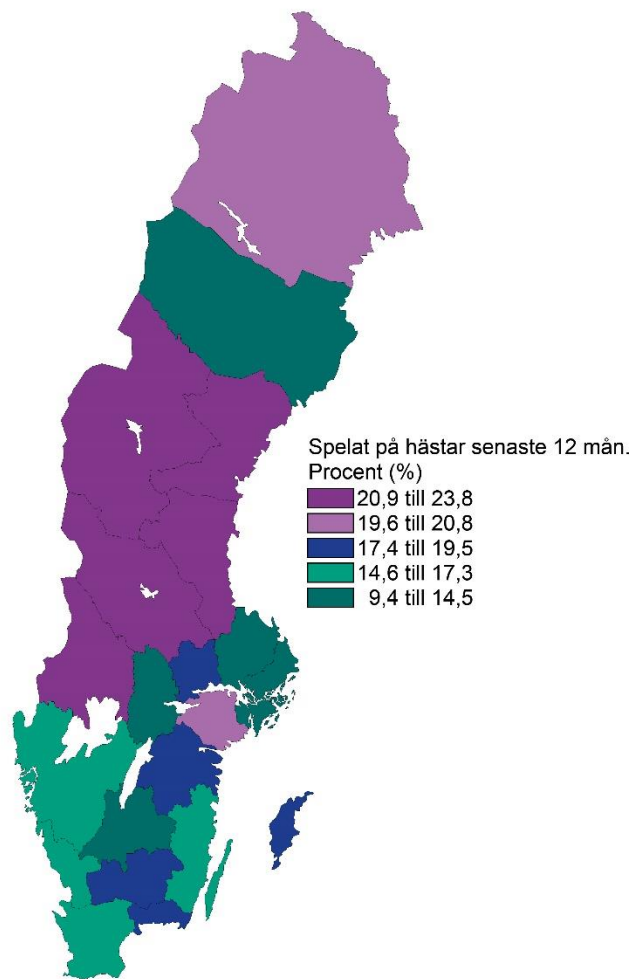 Spelat på hästar senaste 12 mån.
Procent (%)
20,9 till 23,8
19,6 till 20,8
17,4 till 19,5
14,6 till 17,3
9,4 till 14,5